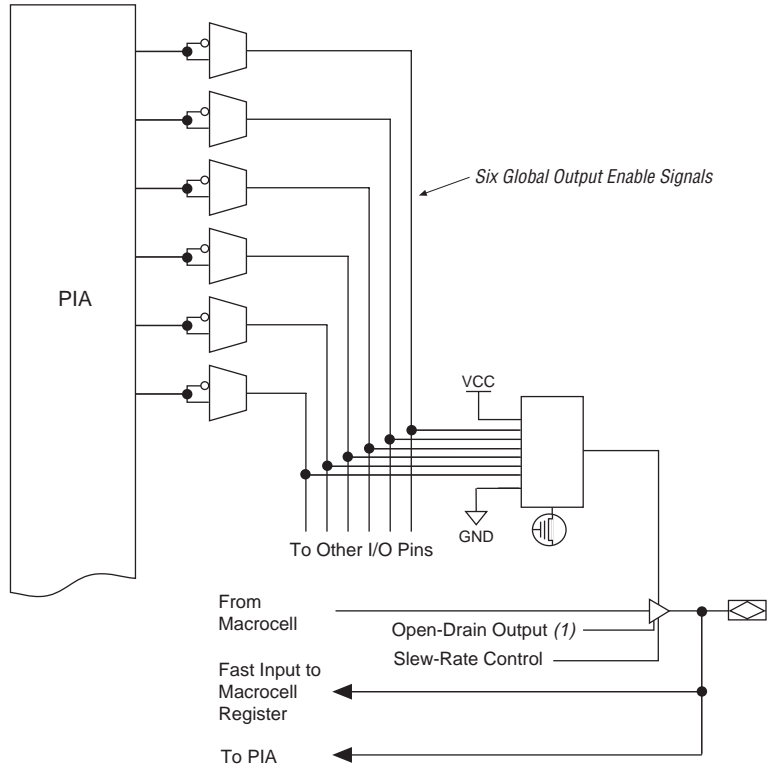 Six Global Output Enable Signals
PIA
VCC
GND
To Other I/O Pins
From
Macrocell
Open-Drain Output (1)
Slew-Rate Control
Fast Input to
Macrocell
Register
To PIA